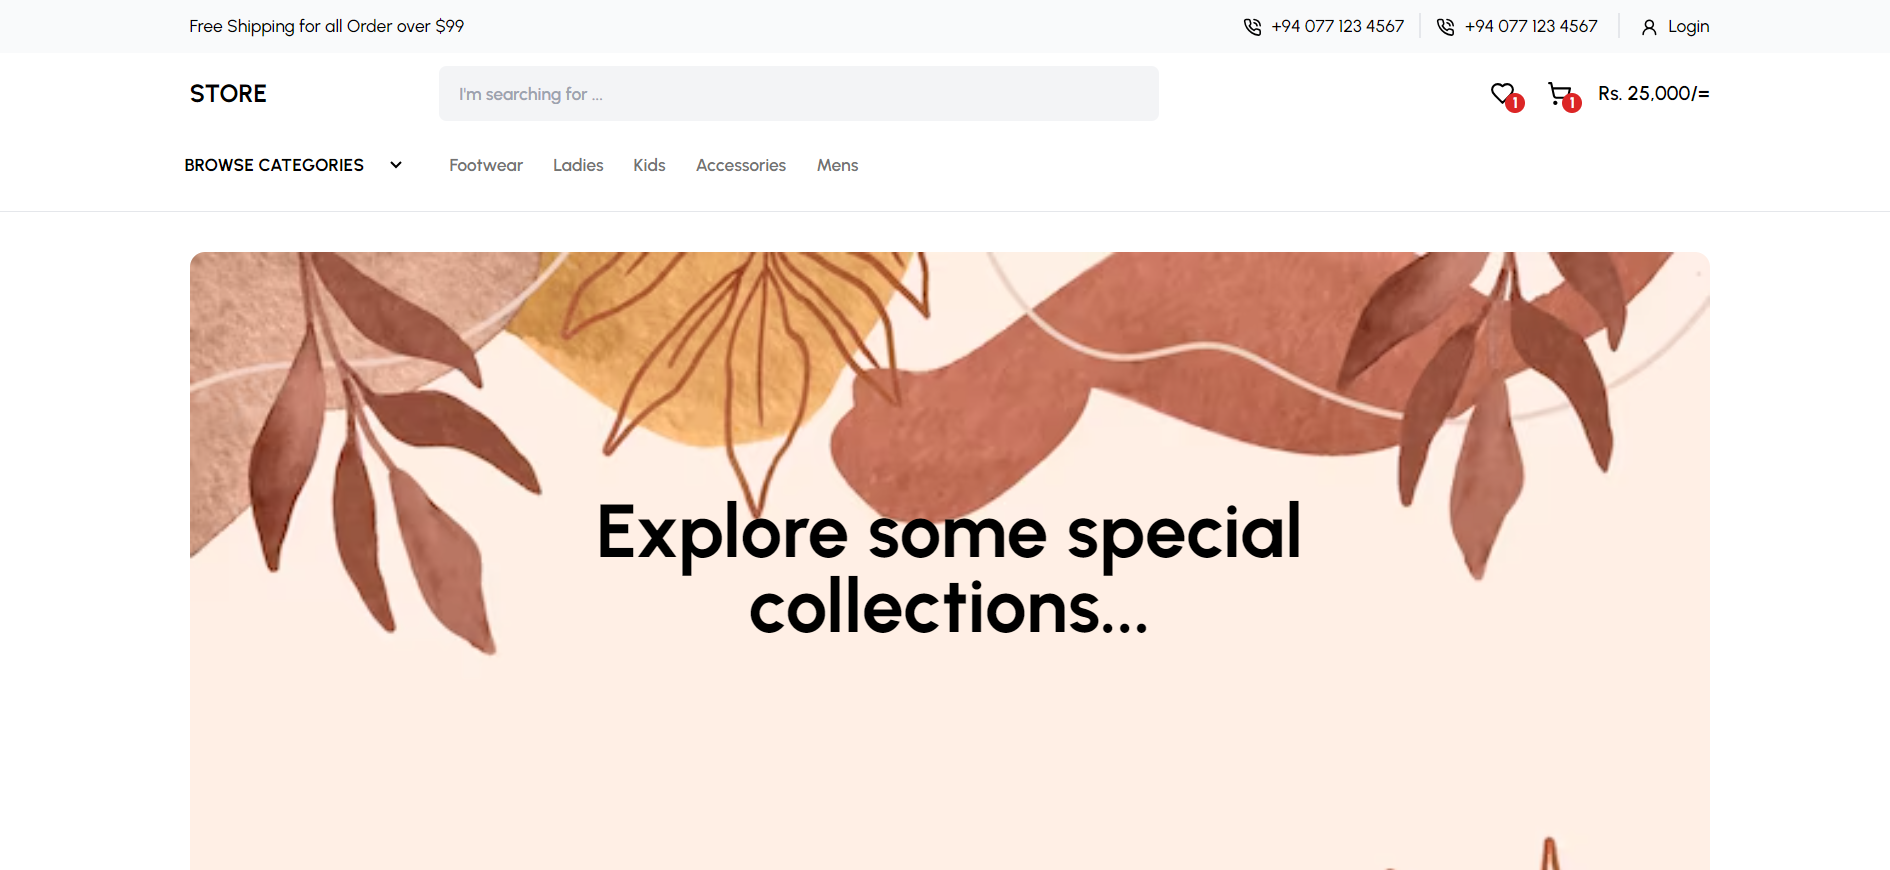 Free Shipping for all Order over $99
+94 077 123 4567
+94 077 123 4567
Login
STORE
I'm searching for ...
1
1
Rs. 25,000/=
BROWSE CATEGORIES
Footwear
Ladies
Kids
Accessories
Mens
Explore some special
collections...